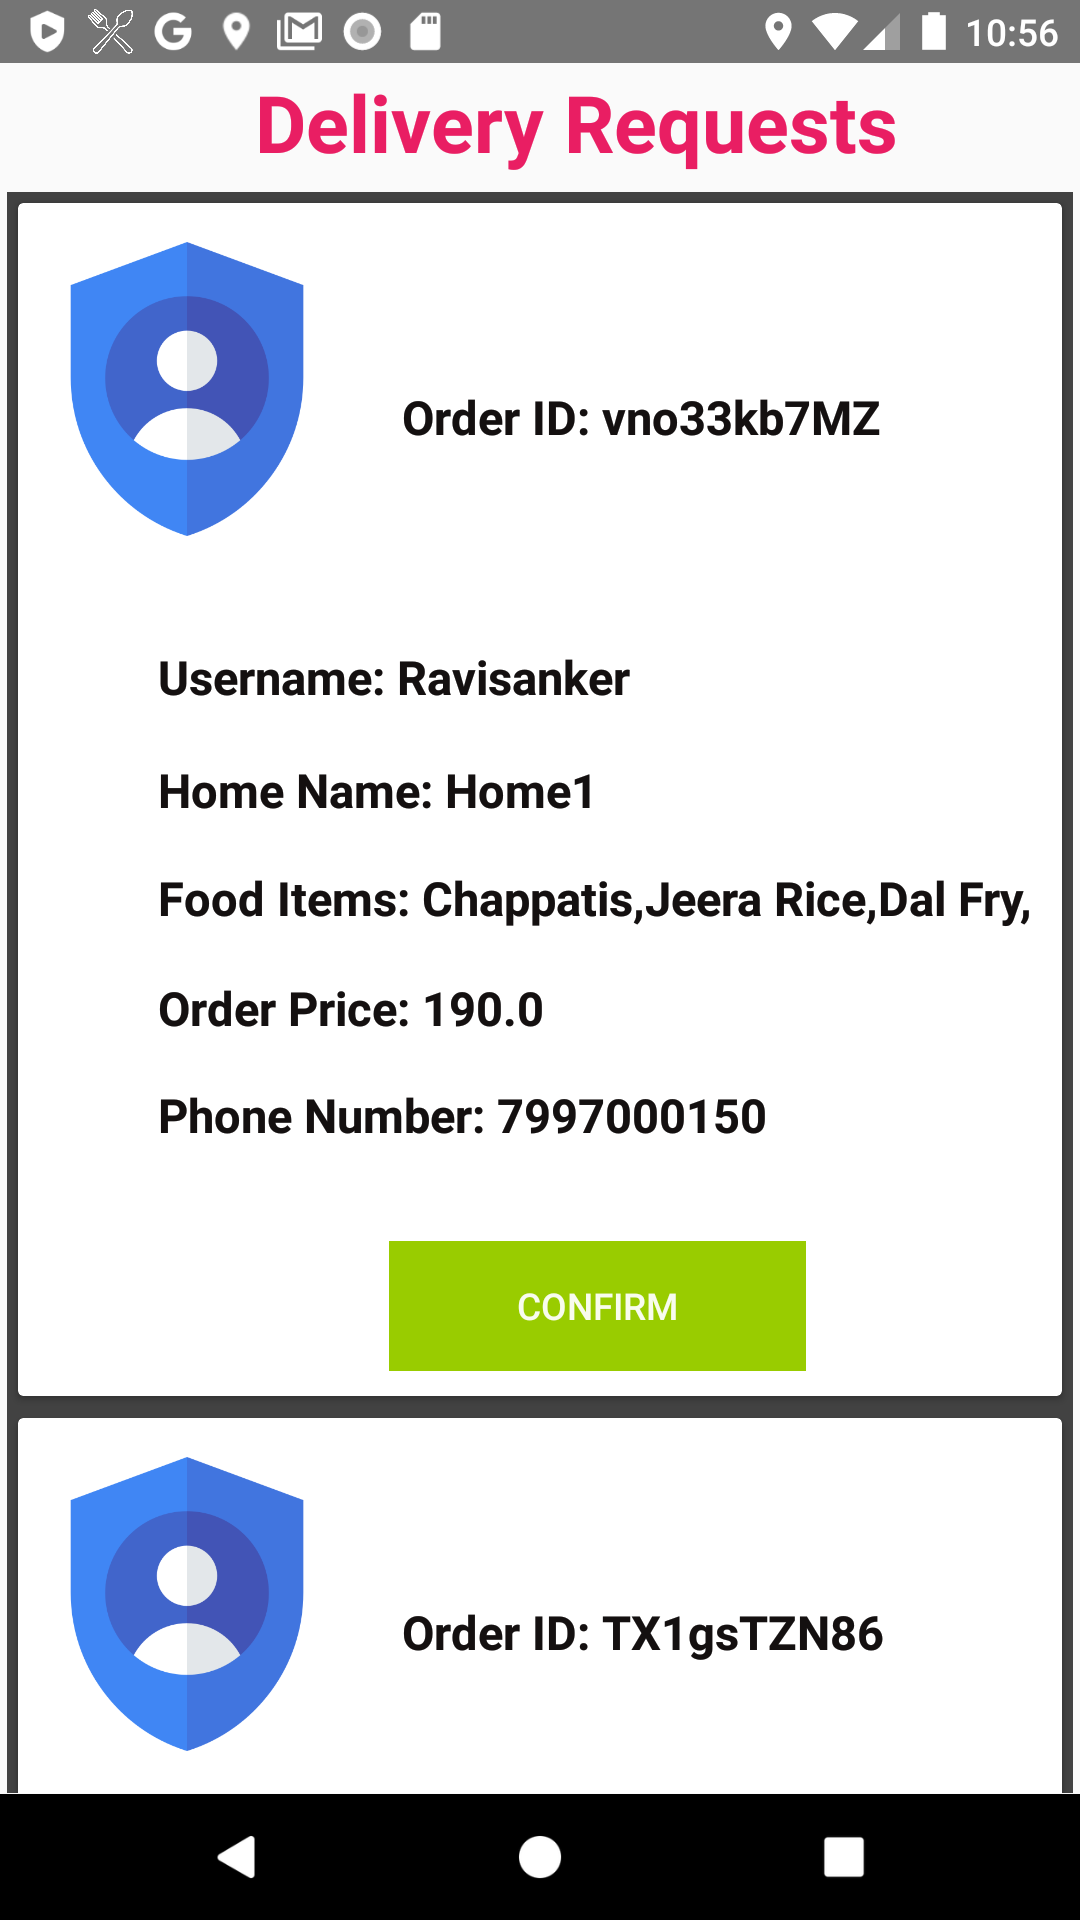 10:56
Delivery Requests
Order ID: vno33kb7MZ
Username: Ravisanker
Home Name: Home1
Food Items: Chappatis,Jeera Rice,Dal Fry,
Order Price: 190.0
Phone Number: 7997000150
CONFIRM
Order ID: TX1gsTZN86